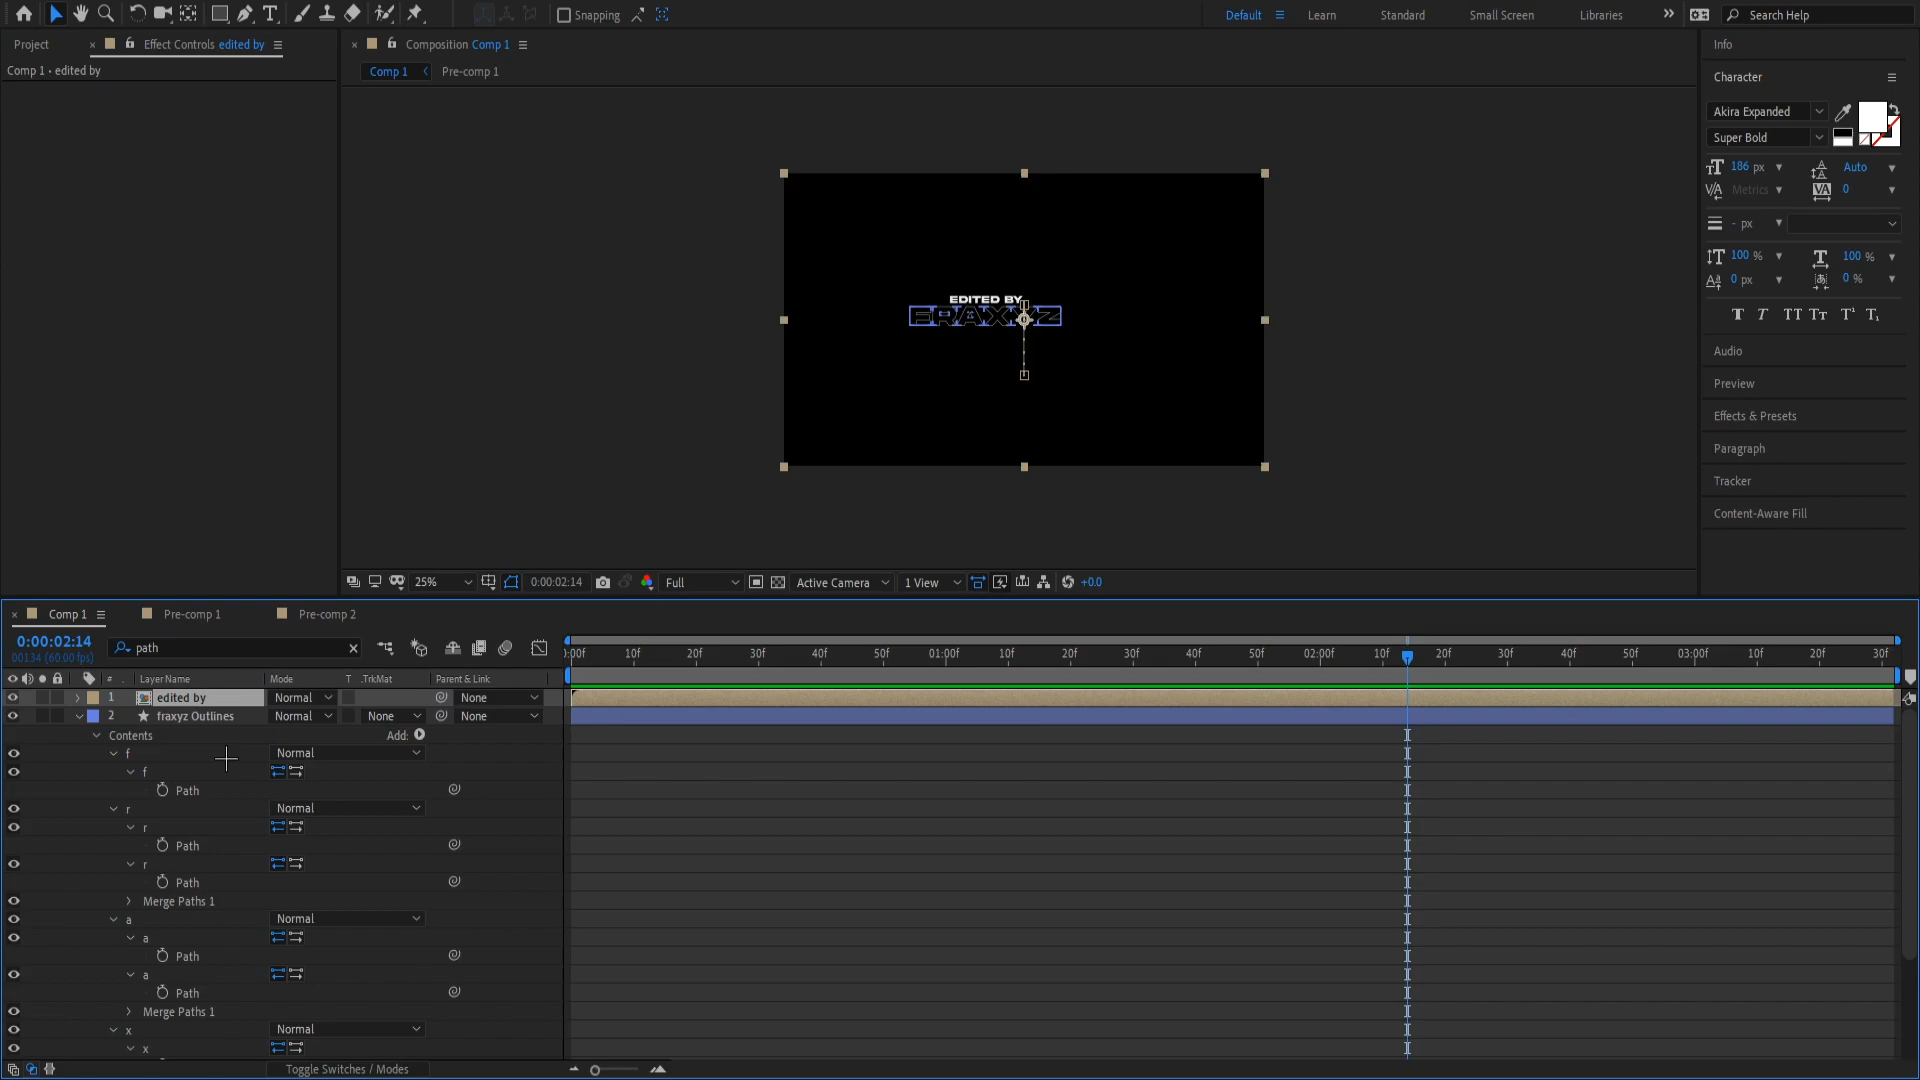 Snapping
Default
Learn
Standard
Small Screen
Libraries
Search Help
Project
Effect Controls edited by
Composition Comp 1
Info
Comp 1 • edited by
Comp 1
Pre-comp 1
Character
Akira Expanded
Super Bold
186 px
Auto
Metrics
0
- px
100 %
100 %
0 px
0 %
EDITED BY
FRAXYZ
Audio
Preview
Effects & Presets
Paragraph
Tracker
Content-Aware Fill
25%
0:00:02:14
Full
Active Camera
1 View
+0.0
Comp 1
Pre-comp 1
Pre-comp 2
0:00:02:14
00134 (60.00 fps)
path
:00f 10f 20f 30f 40f 50f 01:00f 10f 20f 30f 40f 50f 02:00f 10f 20f 30f 40f 50f 03:00f 10f 20f 30f
# Layer Name Mode T .TrkMat Parent & Link
1 edited by Normal None
2 fraxyz Outlines Normal None None
Contents Add:
f Normal
f
Path
r Normal
r
Path
r
Path
Merge Paths 1
a Normal
a
Path
a
Path
Merge Paths 1
x Normal
x
Toggle Switches / Modes